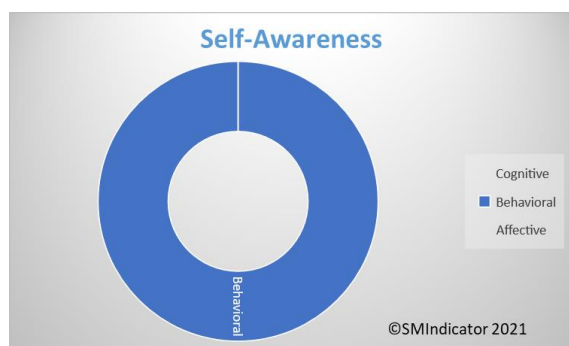 Self-Awareness
Cognitive
Behavioral
Affective
Behavioral
©SMIndicator 2021